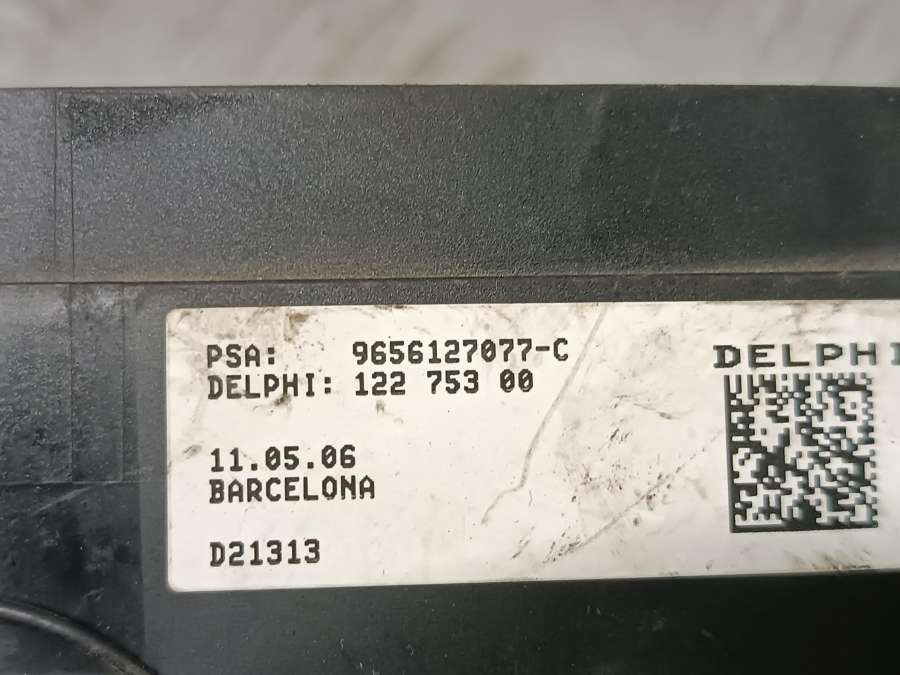 PSA: 9656127077-C
DELPHI: 122 753 00
11.05.06
BARCELONA
D21313
DELPHI